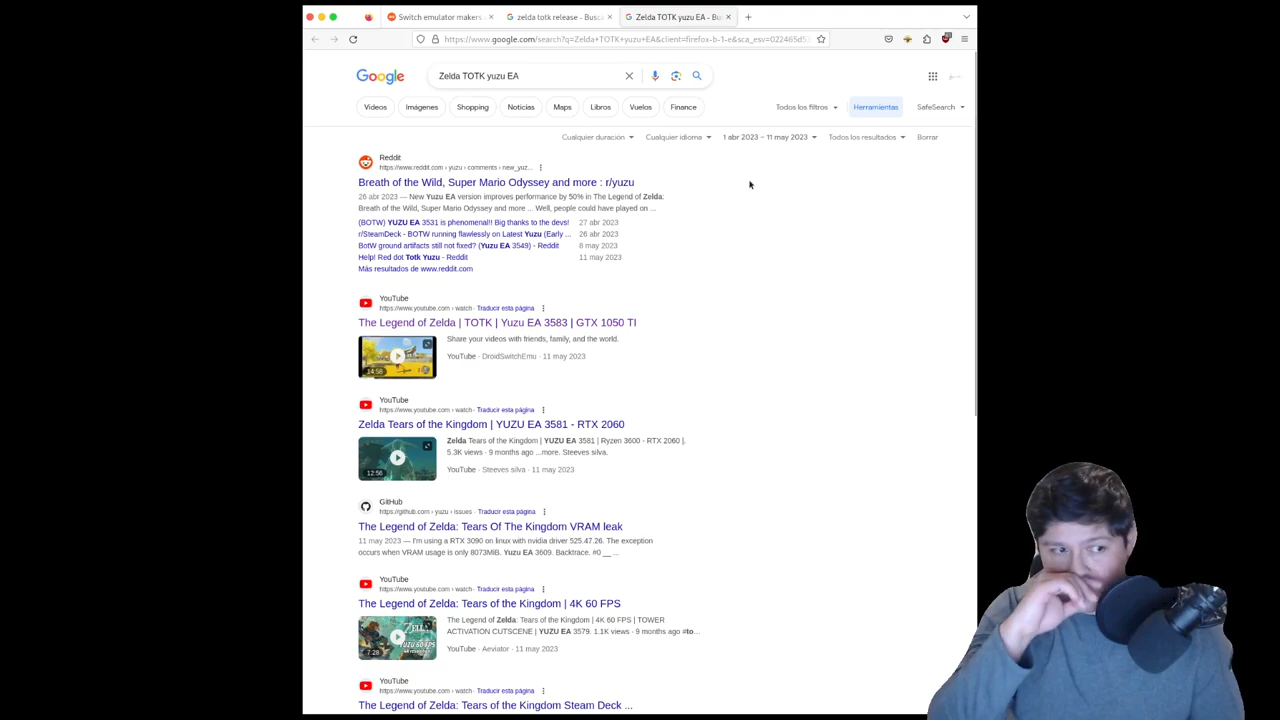 Switch emulator makers
zelda totk release - Busca
Zelda TOTK yuzu EA - Bus
https://www.google.com/search?q=Zelda+TOTK+yuzu+EA&client=firefox-b-1-e&sca_esv=022465d5
Google
Zelda TOTK yuzu EA
Videos
Imágenes
Shopping
Noticias
Maps
Libros
Vuelos
Finance
Todos los filtros
Herramientas
SafeSearch
Cualquier duración
Cualquier idioma
1 abr 2023 – 11 may 2023
Todos los resultados
Borrar
Reddit
https://www.reddit.com › yuzu › comments › new_yuz...
Breath of the Wild, Super Mario Odyssey and more : r/yuzu
26 abr 2023 — New Yuzu EA version improves performance by 50% in The Legend of Zelda:
Breath of the Wild, Super Mario Odyssey and more ... Well, people could have played on ...
(BOTW) YUZU EA 3531 is phenomenal!! Big thanks to the devs! 27 abr 2023
r/SteamDeck - BOTW running flawlessly on Latest Yuzu (Early ... 26 abr 2023
BotW ground artifacts still not fixed? (Yuzu EA 3549) - Reddit 8 may 2023
Help! Red dot Totk Yuzu - Reddit 11 may 2023
Más resultados de www.reddit.com
YouTube
https://www.youtube.com › watch · Traducir esta página
The Legend of Zelda | TOTK | Yuzu EA 3583 | GTX 1050 TI
Share your videos with friends, family, and the world.
YouTube · DroidSwitchEmu · 11 may 2023
14:58
YouTube
https://www.youtube.com › watch · Traducir esta página
Zelda Tears of the Kingdom | YUZU EA 3581 - RTX 2060
Zelda Tears of the Kingdom | YUZU EA 3581 | Ryzen 3600 - RTX 2060 |.
5.3K views · 9 months ago ...more. Steeves silva.
YouTube · Steeves silva · 11 may 2023
12:56
GitHub
https://github.com › yuzu › issues · Traducir esta página
The Legend of Zelda: Tears Of The Kingdom VRAM leak
11 may 2023 — I'm using a RTX 3090 on linux with nvidia driver 525.47.26. The exception
occurs when VRAM usage is only 8073MiB. Yuzu EA 3609. Backtrace. #0 __ ...
YouTube
https://www.youtube.com › watch · Traducir esta página
The Legend of Zelda: Tears of the Kingdom | 4K 60 FPS
The Legend of Zelda: Tears of the Kingdom | 4K 60 FPS | TOWER
ACTIVATION CUTSCENE | YUZU EA 3579. 1.1K views · 9 months ago #to...
YouTube · Aeviator · 11 may 2023
ZELDA
YUZU 60 FPS
7:28
YouTube
https://www.youtube.com › watch · Traducir esta página
The Legend of Zelda: Tears of the Kingdom Steam Deck ...